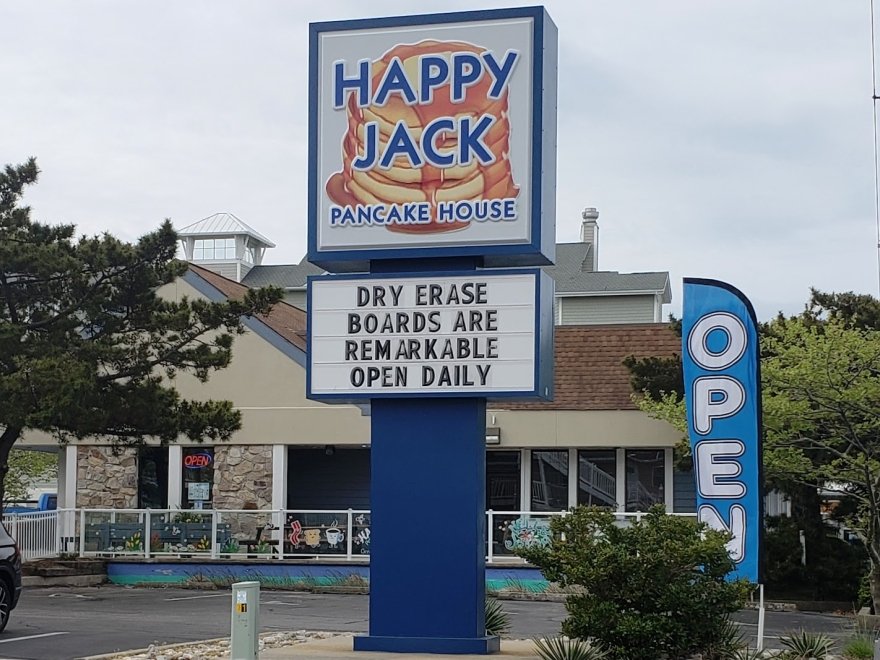 HAPPY
JACK
PANCAKE HOUSE
DRY ERASE
BOARDS ARE
REMARKABLE
OPEN DAILY
OPEN
OPEN